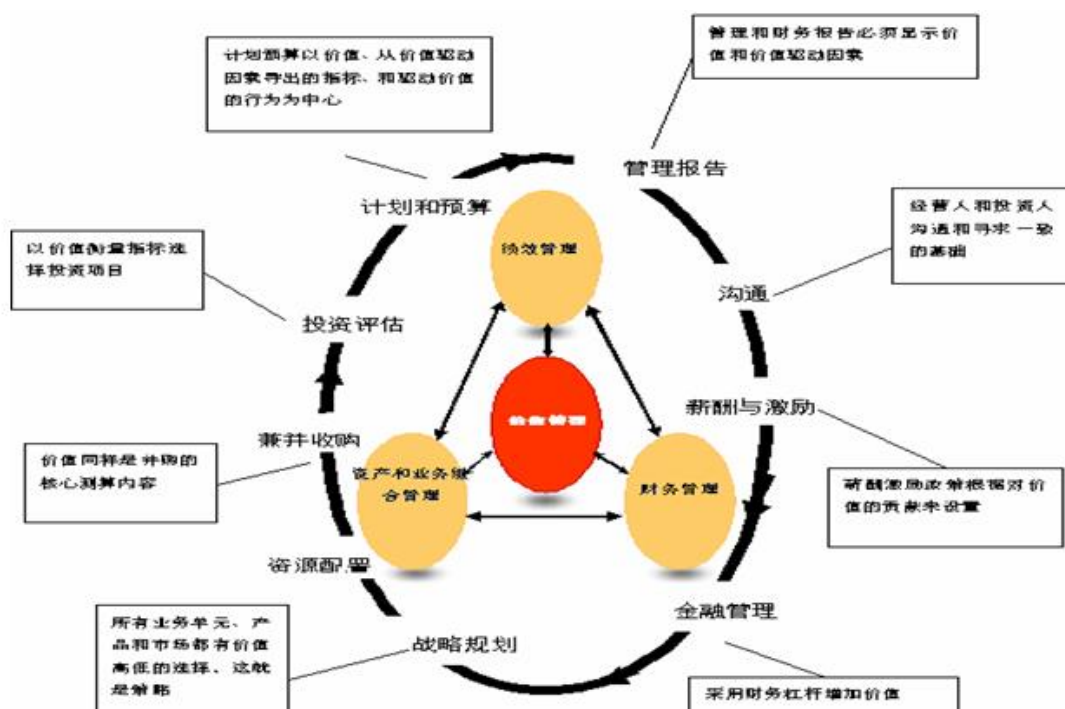 计划预算以价值、从价值驱动
因素导出的指标、和驱动价值
的行为为中心
管理和财务报告必须显示价
值和价值驱动因素
管理报告
计划和预算
绩效管理
经营人和投资人
沟通和寻求一致
的基础
以价值衡量指标选
择投资项目
沟通
投资评估
薪酬与激励
价值管理
兼并收购
价值同样是并购的
核心测算内容
资产和业务组
合管理
财务管理
薪酬激励政策根据对价
值的贡献来设置
资源配置
金融管理
所有业务单元、产
品和市场都有价值
高低的选择、这就
是策略
战略规划
采用财务杠杆增加价值